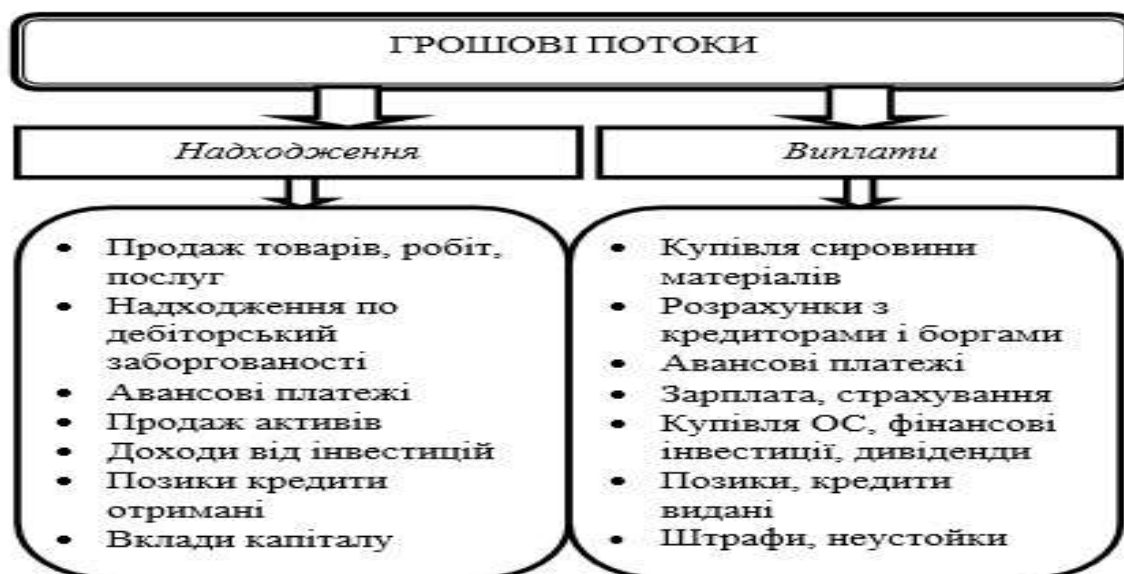 ГРОШОВІ ПОТОКИ
Надходження
• Продаж товарів, робіт,
послуг
• Надходження по
дебіторський
заборгованості
• Авансові платежі
• Продаж активів
• Доходи від інвестицій
• Позики кредити
отримані
• Вклади капіталу
Виплати
• Купівля сировини
матеріалів
• Розрахунки з
кредиторами і боргами
• Авансові платежі
• Зарплата, страхування
• Купівля ОС, фінансові
інвестиції, дивіденди
• Позики, кредити
видані
• Штрафи, неустойки